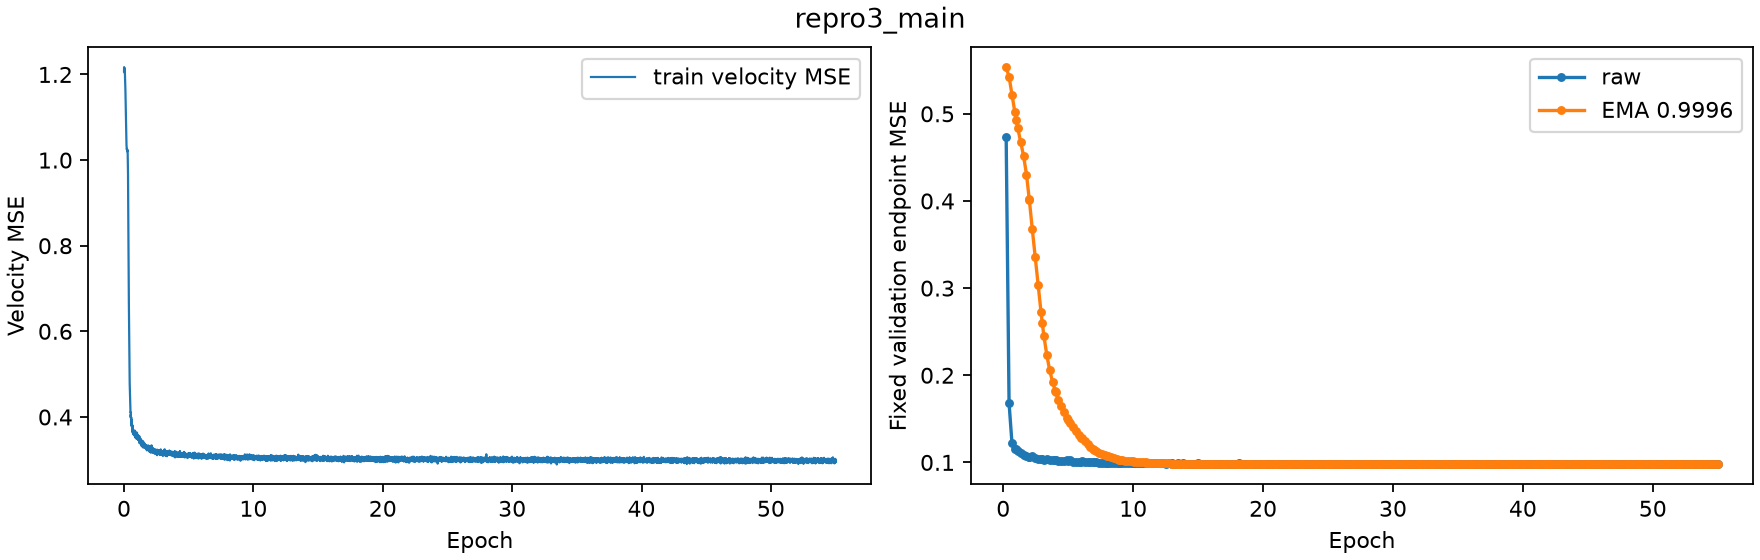 repro3_main
Velocity MSE
1.2
1.0
0.8
0.6
0.4
0
10
20
30
40
50
Epoch
train velocity MSE
Fixed validation endpoint MSE
0.5
0.4
0.3
0.2
0.1
0
10
20
30
40
50
Epoch
raw
EMA 0.9996